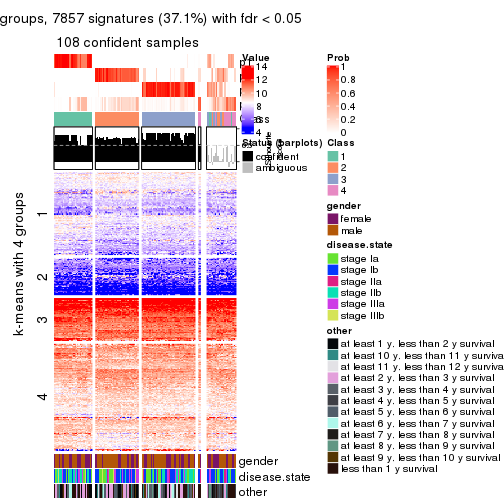 groups, 7857 signatures (37.1%) with fdr < 0.05
108 confident samples
k-means with 4 groups
1
2
3
4
Value
14
12
10
8
6
4
Prob
1
0.8
0.6
0.4
0.2
0
Status (barplots)
confident
ambiguous
Class
1
2
3
4
gender
female
male
disease.state
stage Ia
stage Ib
stage IIa
stage IIb
stage IIIa
stage IIIb
other
at least 1 y. less than 2 y survival
at least 10 y. less than 11 y surviva
at least 11 y. less than 12 y surviva
at least 2 y. less than 3 y survival
at least 3 y. less than 4 y survival
at least 4 y. less than 5 y survival
at least 5 y. less than 6 y survival
at least 6 y. less than 7 y survival
at least 7 y. less than 8 y survival
at least 8 y. less than 9 y survival
at least 9 y. less than 10 y survival
less than 1 y survival
gender
disease.state
other